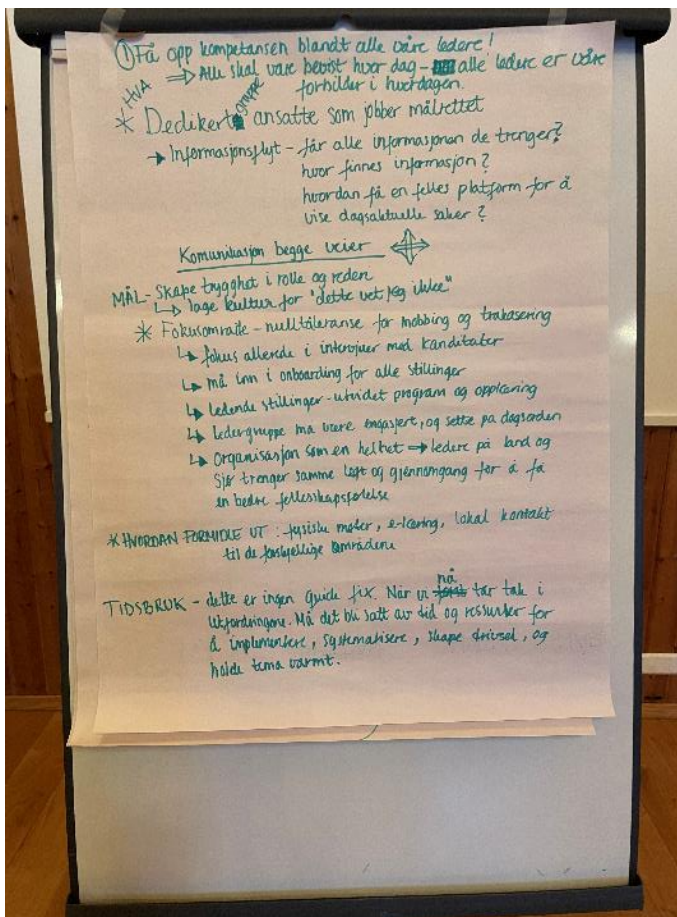 ① Få opp kompetansen blandt alle våre ledere!
HVA ⇒ Alle skal være bevist hver dag - alle ledere er våre
forbilder i hverdagen.
* Dedikert gruppe ansatte som jobber målrettet
→ Informasjonsflyt - får alle informasjonen de trenger?
hvor finnes informasjon?
hvordan få en felles platform for å
vise dagsaktuelle saker?
Komunikasjon begge veier
MÅL - Skape trygghet i rolle og reden
↳ lage kultur for "dette vet jeg ikke"
* Fokusområde - nulltoleranse for mobbing og trakasering
↳ fokus allerede i intervjuer med kanditater
↳ må inn i onboarding for alle stillinger
↳ ledende stillinger - utvidet program og opplæring
↳ ledergruppe må være engasjert, og sette på dagsorden
↳ Organisasjon som en helhet ⇒ ledere på land og
sjø trenger samme løft og gjennomgang for å få
en bedre fellesskapsfølelse
* HVORDAN FORMIDLE UT : fysiske møter, e-læring, lokal kontakt
til de forskjellige områdene
TIDSBRUK - dette er ingen Quick fix. Når vi nå tar tak i
utfordringene. Må det bli satt av tid og ressurser for
å implementere, systematisere, skape trivsel, og
holde tema varmt.